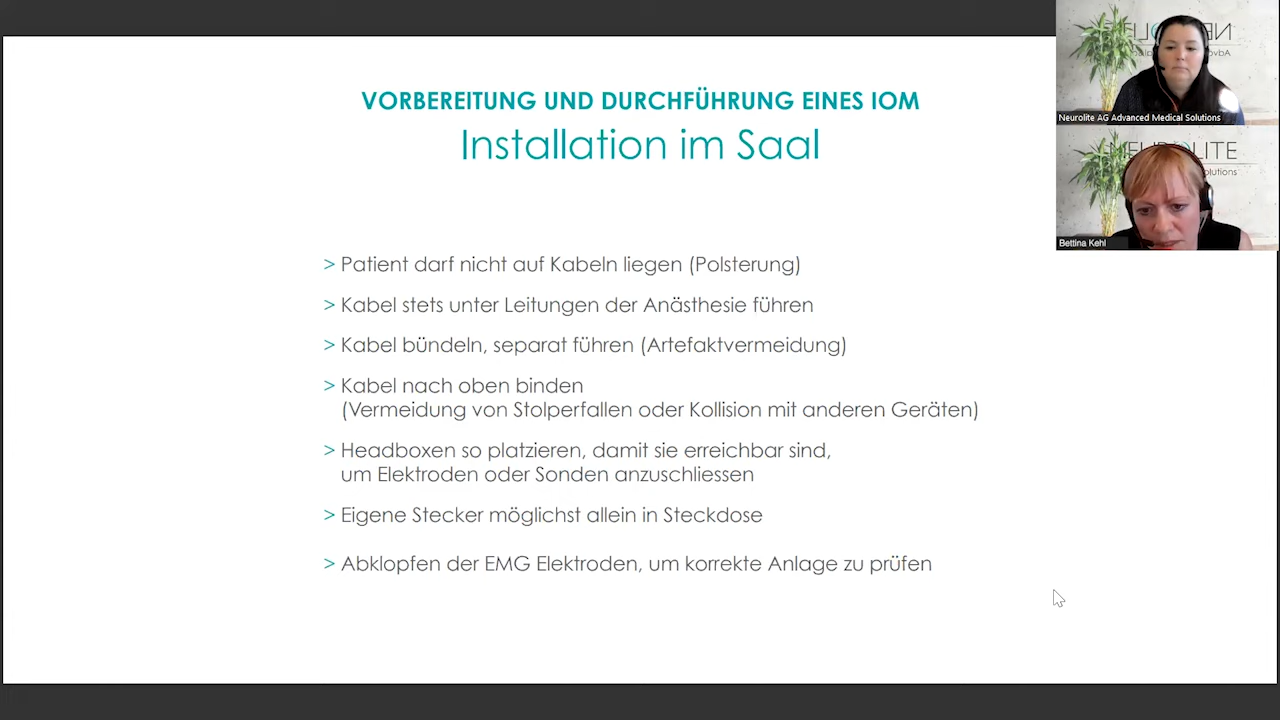 VORBEREITUNG UND DURCHFÜHRUNG EINES IOM
Installation im Saal
> Patient darf nicht auf Kabeln liegen (Polsterung)
> Kabel stets unter Leitungen der Anästhesie führen
> Kabel bündeln, separat führen (Artefaktvermeidung)
> Kabel nach oben binden
(Vermeidung von Stolperfallen oder Kollision mit anderen Geräten)
> Headboxen so platzieren, damit sie erreichbar sind,
um Elektroden oder Sonden anzuschliessen
> Eigene Stecker möglichst allein in Steckdose
> Abklopfen der EMG Elektroden, um korrekte Anlage zu prüfen
Neurolite AG Advanced Medical Solutions
Bettina Kehl